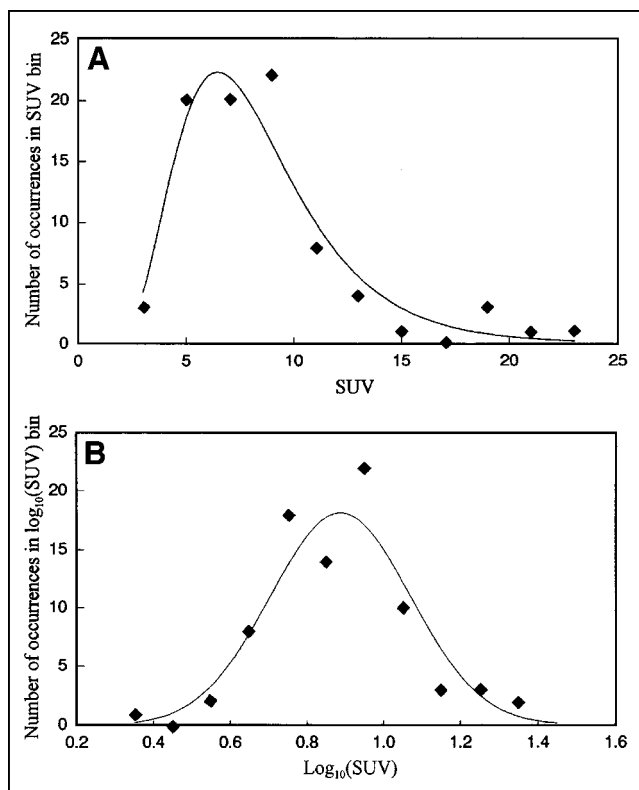 A
Number of occurrences in SUV bin
25
20
15
10
5
0
0 5 10 15 20 25
SUV
B
Number of occurrences in log10(SUV) bin
25
20
15
10
5
0
0.2 0.4 0.6 0.8 1.0 1.2 1.4 1.6
Log10(SUV)